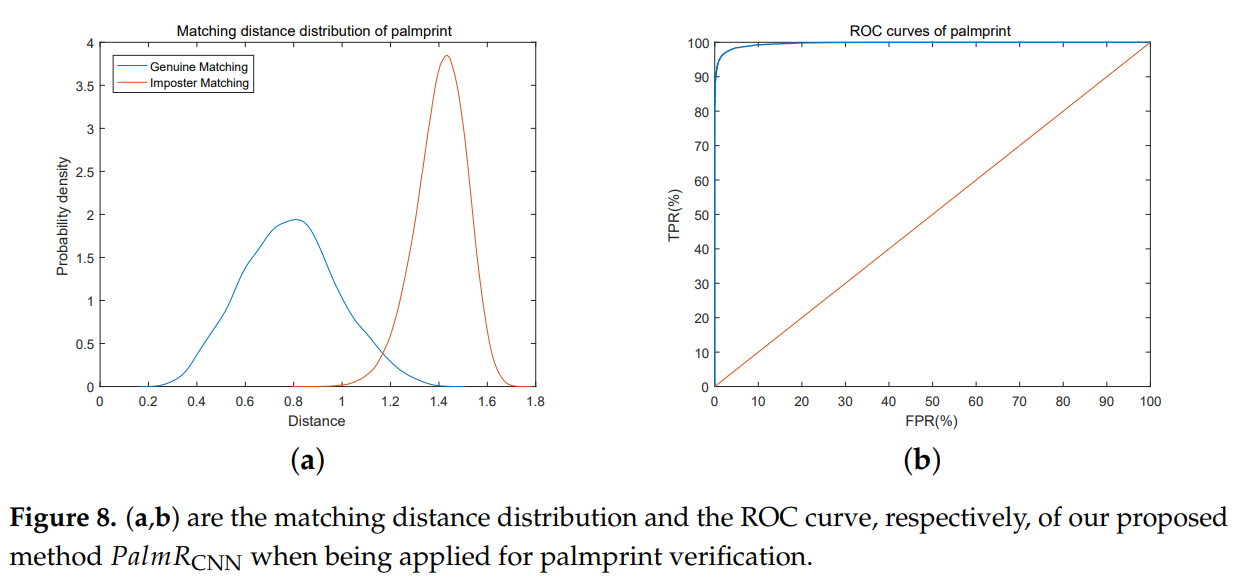 Matching distance distribution of palmprint
4
3.5
3
2.5
2
1.5
1
0.5
0
Probability density
Genuine Matching
Imposter Matching
0 0.2 0.4 0.6 0.8 1 1.2 1.4 1.6 1.8
Distance
(a)
ROC curves of palmprint
100
90
80
70
60
50
40
30
20
10
0
TPR(%)
0 10 20 30 40 50 60 70 80 90 100
FPR(%)
(b)
Figure 8. (a,b) are the matching distance distribution and the ROC curve, respectively, of our proposed
method PalmRCNN when being applied for palmprint verification.